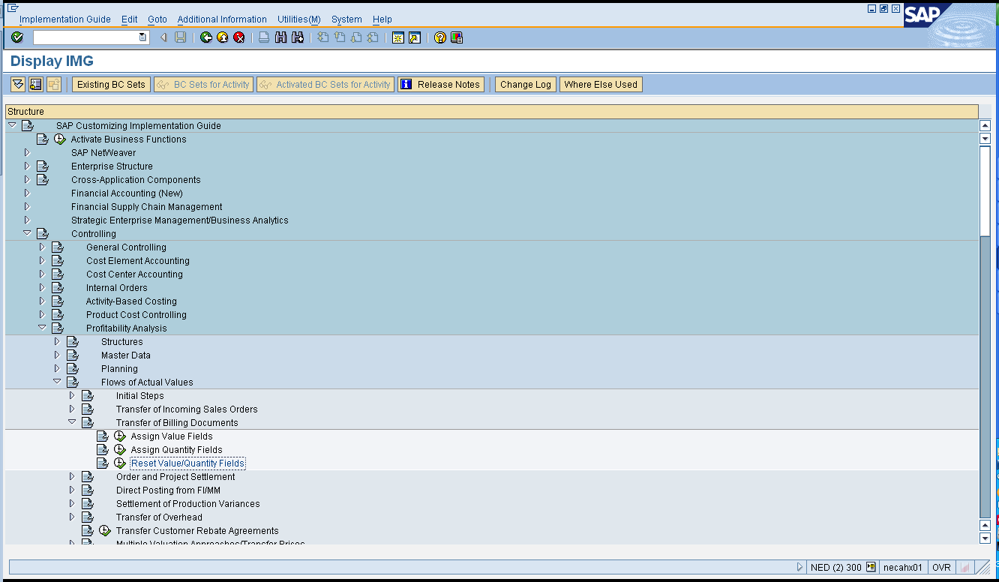 Implementation Guide Edit Goto Additional Information Utilities(M) System Help
SAP
Display IMG
Existing BC Sets BC Sets for Activity Activated BC Sets for Activity Release Notes Change Log Where Else Used
Structure
SAP Customizing Implementation Guide
Activate Business Functions
SAP NetWeaver
Enterprise Structure
Cross-Application Components
Financial Accounting (New)
Financial Supply Chain Management
Strategic Enterprise Management/Business Analytics
Controlling
General Controlling
Cost Element Accounting
Cost Center Accounting
Internal Orders
Activity-Based Costing
Product Cost Controlling
Profitability Analysis
Structures
Master Data
Planning
Flows of Actual Values
Initial Steps
Transfer of Incoming Sales Orders
Transfer of Billing Documents
Assign Value Fields
Assign Quantity Fields
Reset Value/Quantity Fields
Order and Project Settlement
Direct Posting from FI/MM
Settlement of Production Variances
Transfer of Overhead
Transfer Customer Rebate Agreements
Multiple Valuation Approaches/Transfer Prices
NED (2) 300 necahx01 OVR